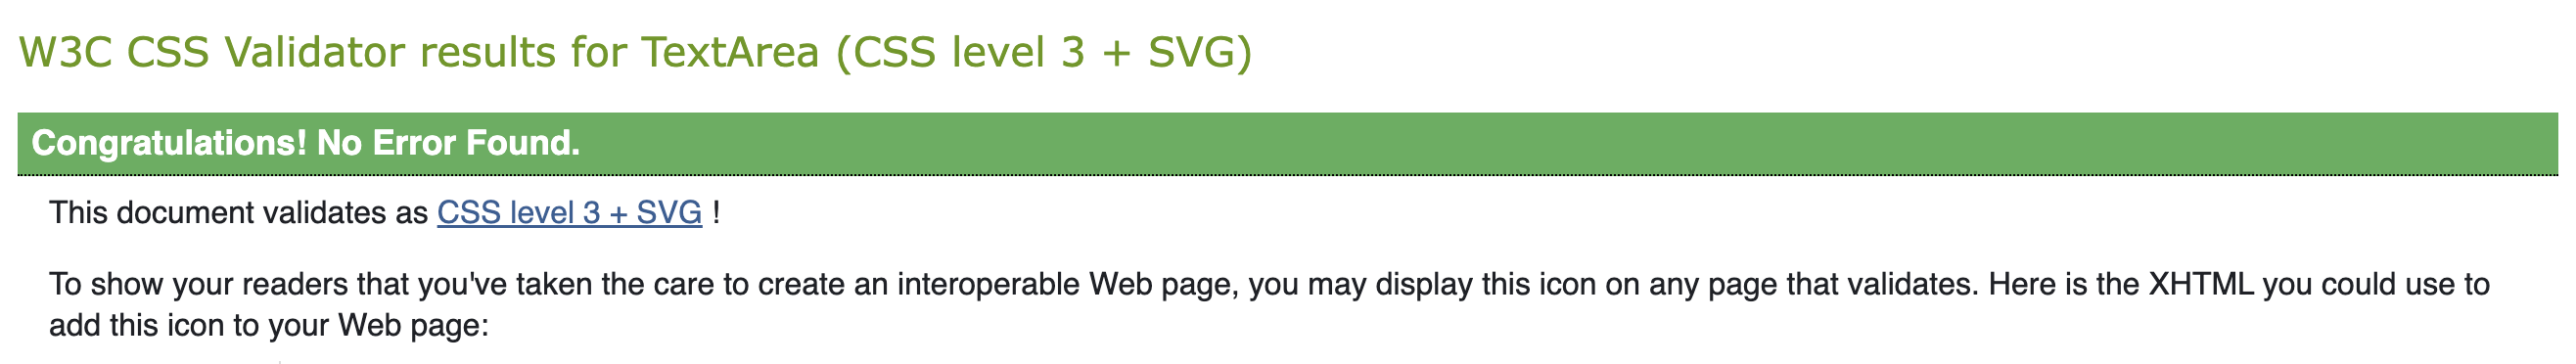 W3C CSS Validator results for TextArea (CSS level 3 + SVG)
Congratulations! No Error Found.
This document validates as CSS level 3 + SVG !
To show your readers that you've taken the care to create an interoperable Web page, you may display this icon on any page that validates. Here is the XHTML you could use to
add this icon to your Web page: